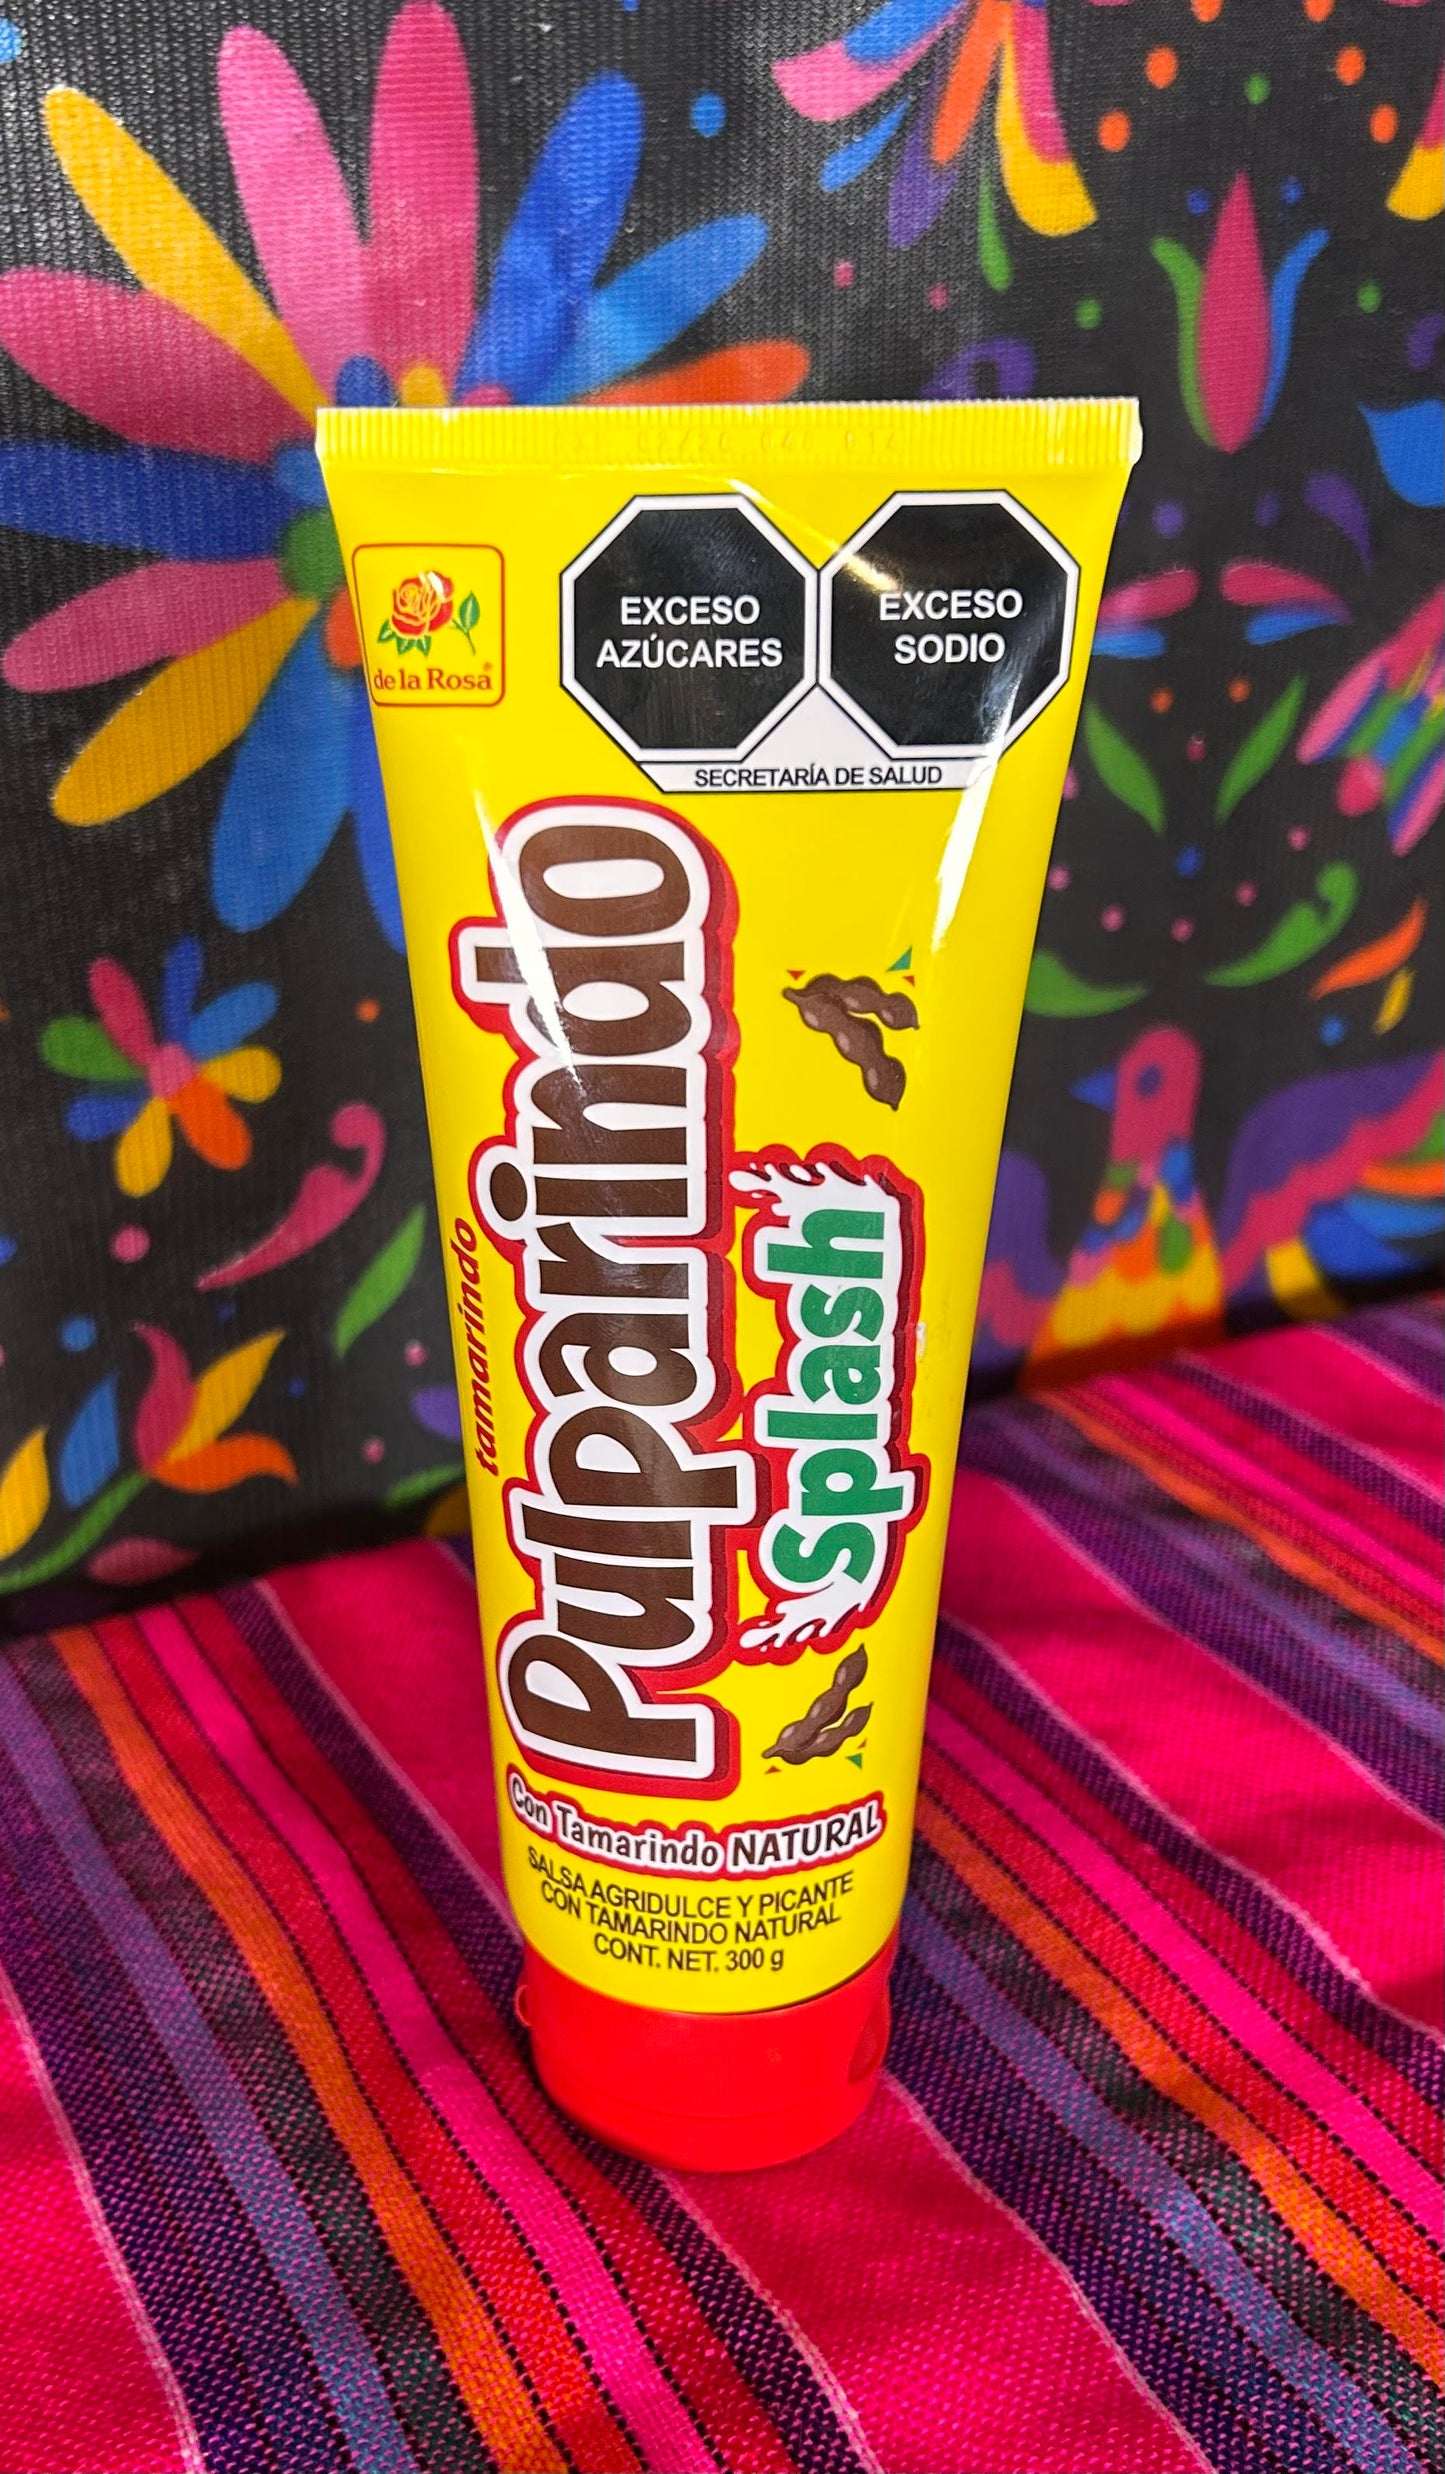 de la Rosa®
EXCESO
AZÚCARES
EXCESO
SODIO
SECRETARÍA DE SALUD
tamarindo
Pulparindo
Splash
Con Tamarindo NATURAL
SALSA AGRIDULCE Y PICANTE
CON TAMARINDO NATURAL
CONT. NET. 300 g